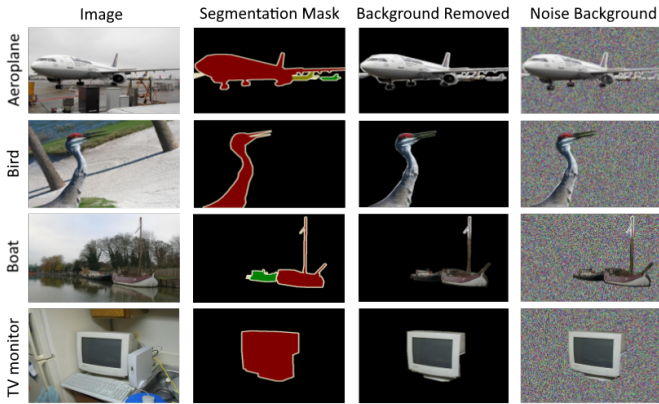 Image Segmentation Mask Background Removed Noise Background
Aeroplane
Bird
Boat
TV monitor